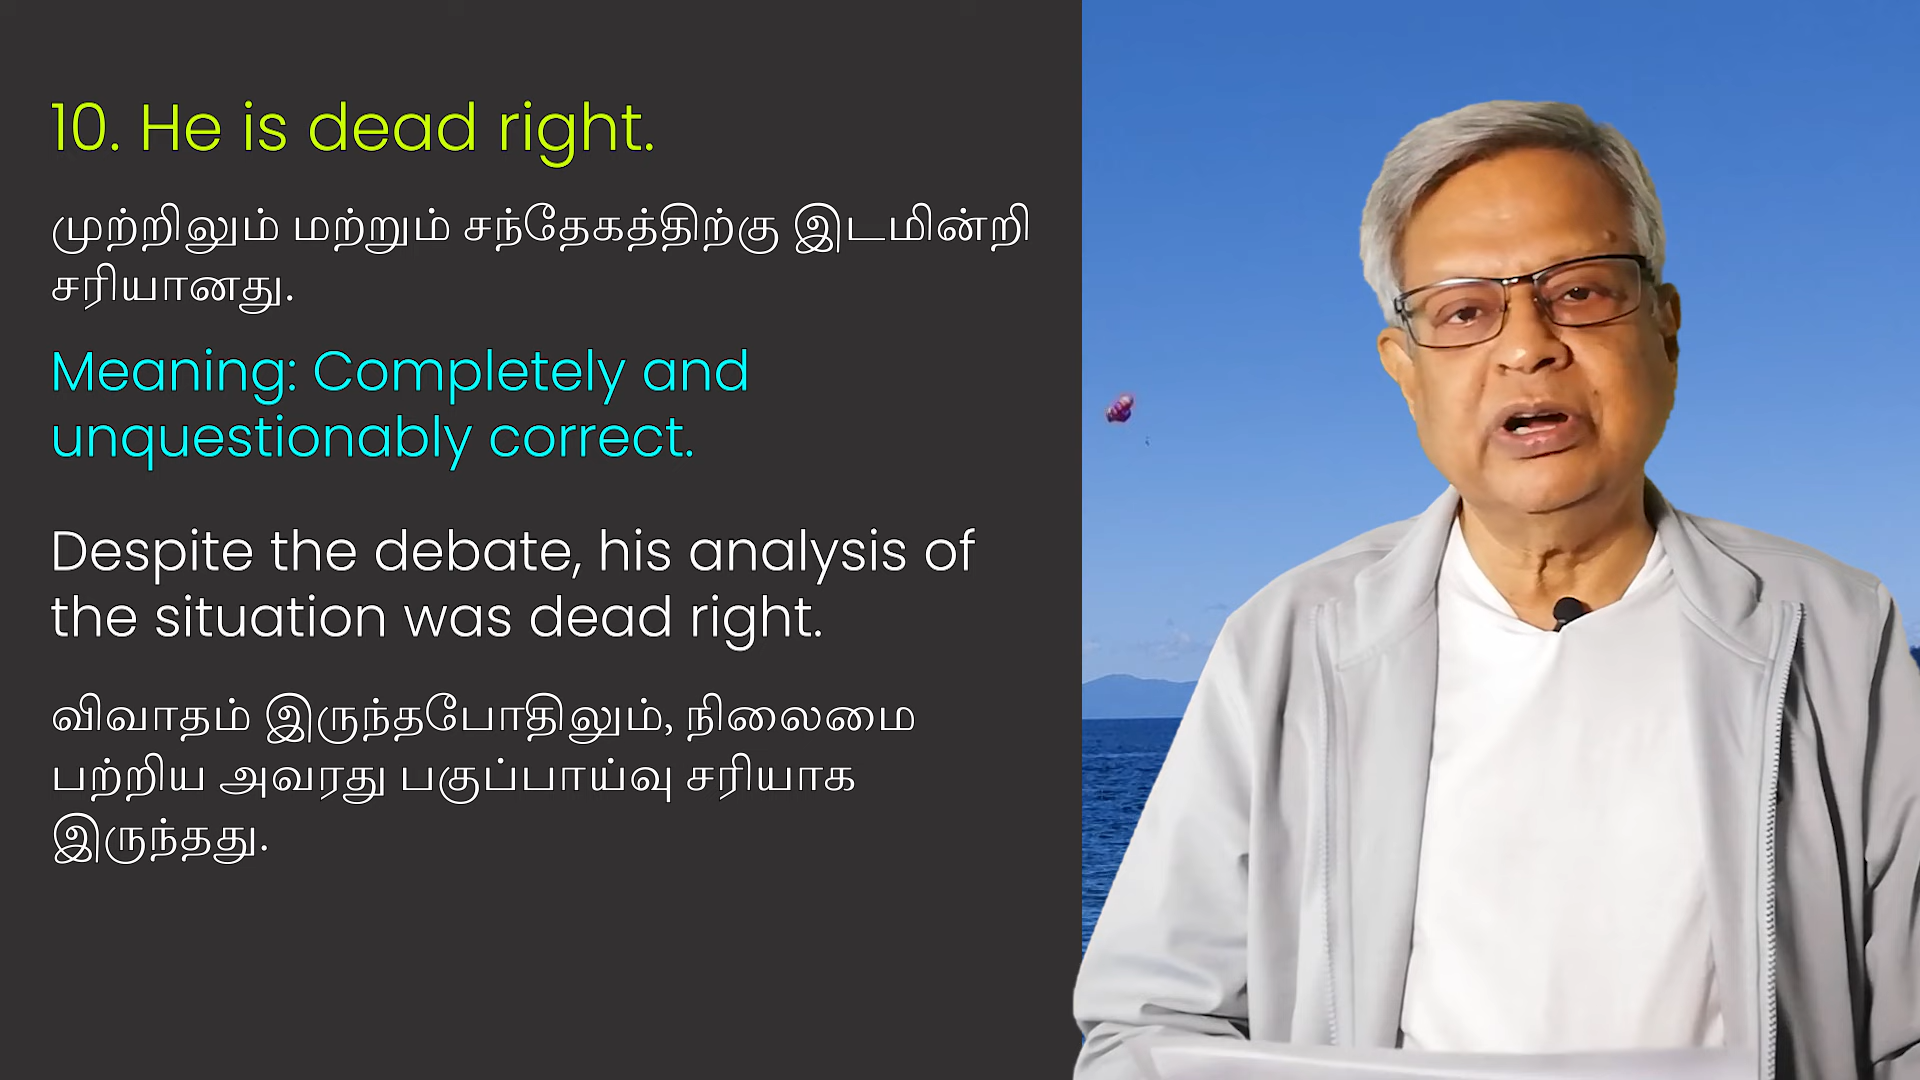 10. He is dead right.
முற்றிலும் மற்றும் சந்தேகத்திற்கு இடமின்றி
சரியானது.
Meaning: Completely and
unquestionably correct.
Despite the debate, his analysis of
the situation was dead right.
விவாதம் இருந்தபோதிலும், நிலைமை
பற்றிய அவரது பகுப்பாய்வு சரியாக
இருந்தது.